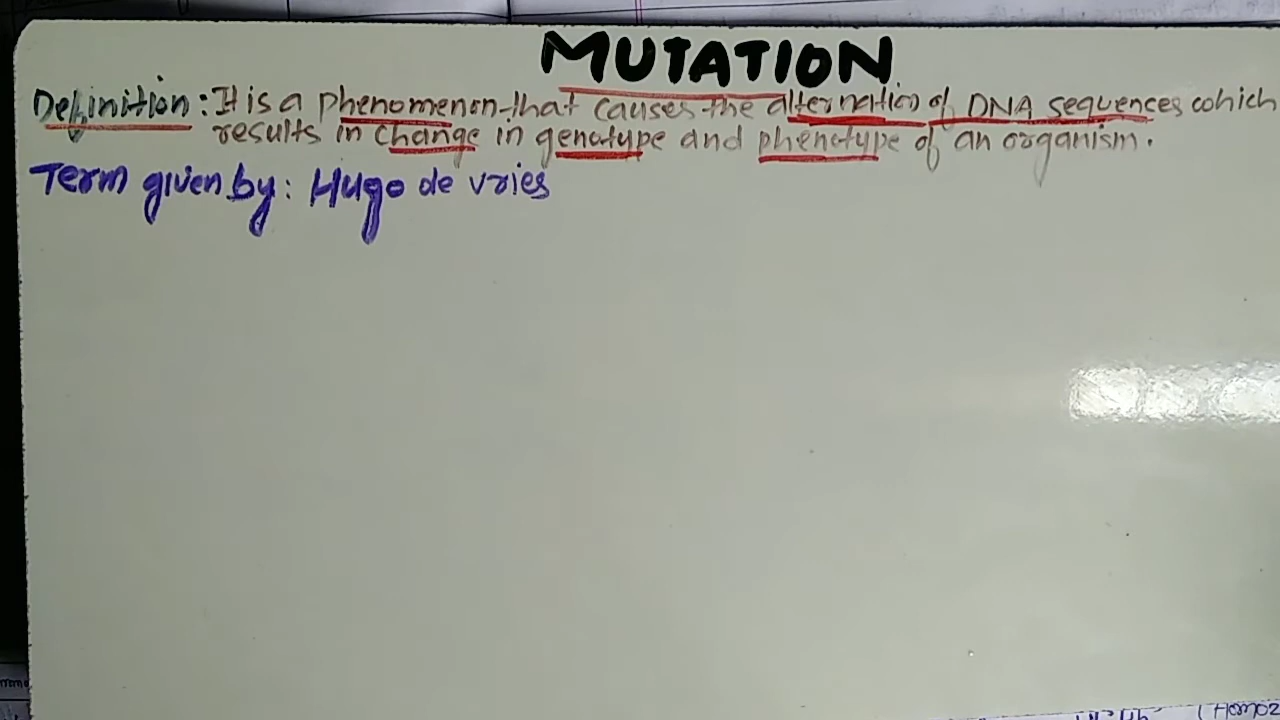 MUTATION
Definition: It is a phenomenon that causes the alternation of DNA sequences which
results in change in genotype and phenotype of an organism.
Term given by: Hugo de vries
(Homoz